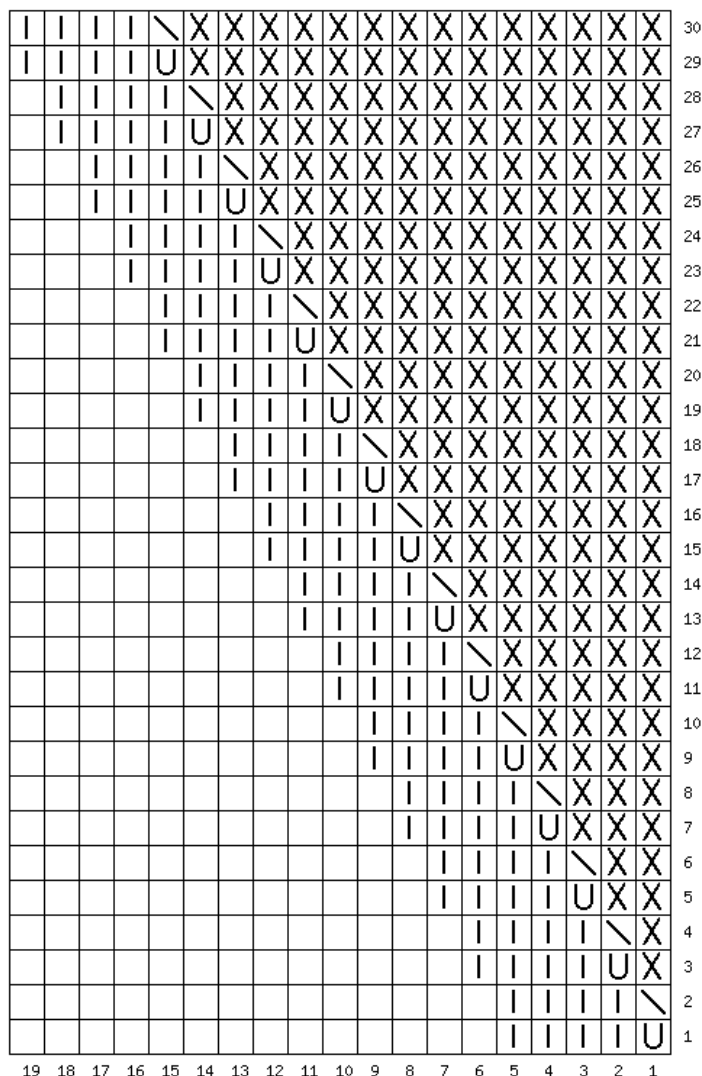 | | | | \ X X X X X X X X X X X X X X 30
| | | | U X X X X X X X X X X X X X X 29
| | | | \ X X X X X X X X X X X X X 28
| | | | U X X X X X X X X X X X X X 27
| | | | \ X X X X X X X X X X X X 26
| | | | U X X X X X X X X X X X X 25
| | | | \ X X X X X X X X X X X 24
| | | | U X X X X X X X X X X X 23
| | | | \ X X X X X X X X X X 22
| | | | U X X X X X X X X X X 21
| | | | \ X X X X X X X X X 20
| | | | U X X X X X X X X X 19
| | | | \ X X X X X X X X 18
| | | | U X X X X X X X X 17
| | | | \ X X X X X X X 16
| | | | U X X X X X X X 15
| | | | \ X X X X X X 14
| | | | U X X X X X X 13
| | | | \ X X X X X 12
| | | | U X X X X X 11
| | | | \ X X X X 10
| | | | U X X X X 9
| | | | \ X X X 8
| | | | U X X X 7
| | | | \ X X 6
| | | | U X X 5
| | | | \ X 4
| | | | U X 3
| | | | \ 2
| | | | U 1
19 18 17 16 15 14 13 12 11 10 9 8 7 6 5 4 3 2 1